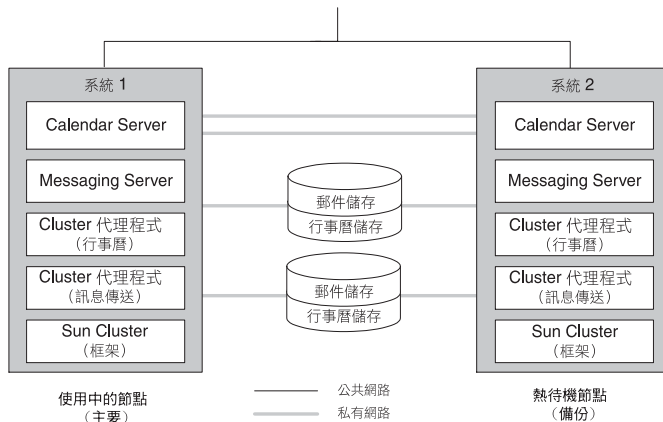 系統 1
Calendar Server
Messaging Server
Cluster 代理程式
（行事曆）
Cluster 代理程式
（訊息傳送）
Sun Cluster
（框架）
使用中的節點
（主要）
郵件儲存
行事曆儲存
郵件儲存
行事曆儲存
公共網路
私有網路
系統 2
Calendar Server
Messaging Server
Cluster 代理程式
（行事曆）
Cluster 代理程式
（訊息傳送）
Sun Cluster
（框架）
熱待機節點
（備份）